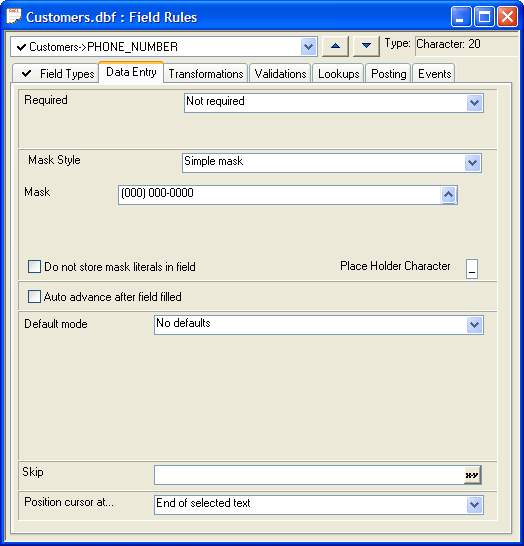 Customers.dbf : Field Rules
Customers->PHONE_NUMBER Type: Character: 20
Field Types Data Entry Transformations Validations Lookups Posting Events
Required Not required
Mask Style Simple mask
Mask (000) 000-0000
Do not store mask literals in field Place Holder Character _
Auto advance after field filled
Default mode No defaults
Skip x-y
Position cursor at... End of selected text